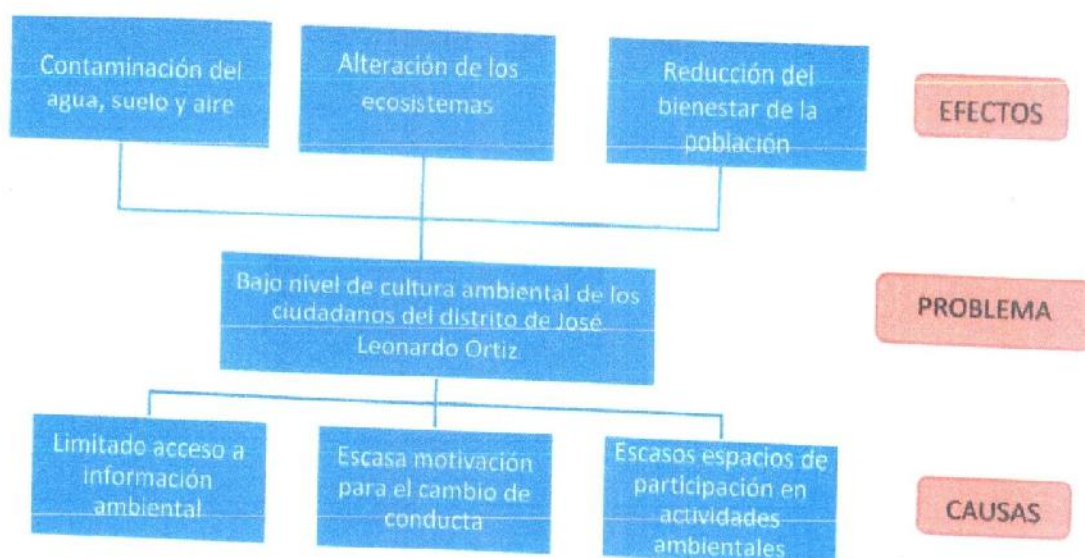 Contaminación del
agua, suelo y aire
Alteración de los
ecosistemas
Reducción del
bienestar de la
población
EFECTOS
Bajo nivel de cultura ambiental de los
ciudadanos del distrito de José
Leonardo Ortiz
PROBLEMA
Limitado acceso a
información
ambiental
Escasa motivación
para el cambio de
conducta
Escasos espacios de
participación en
actividades
ambientales
CAUSAS